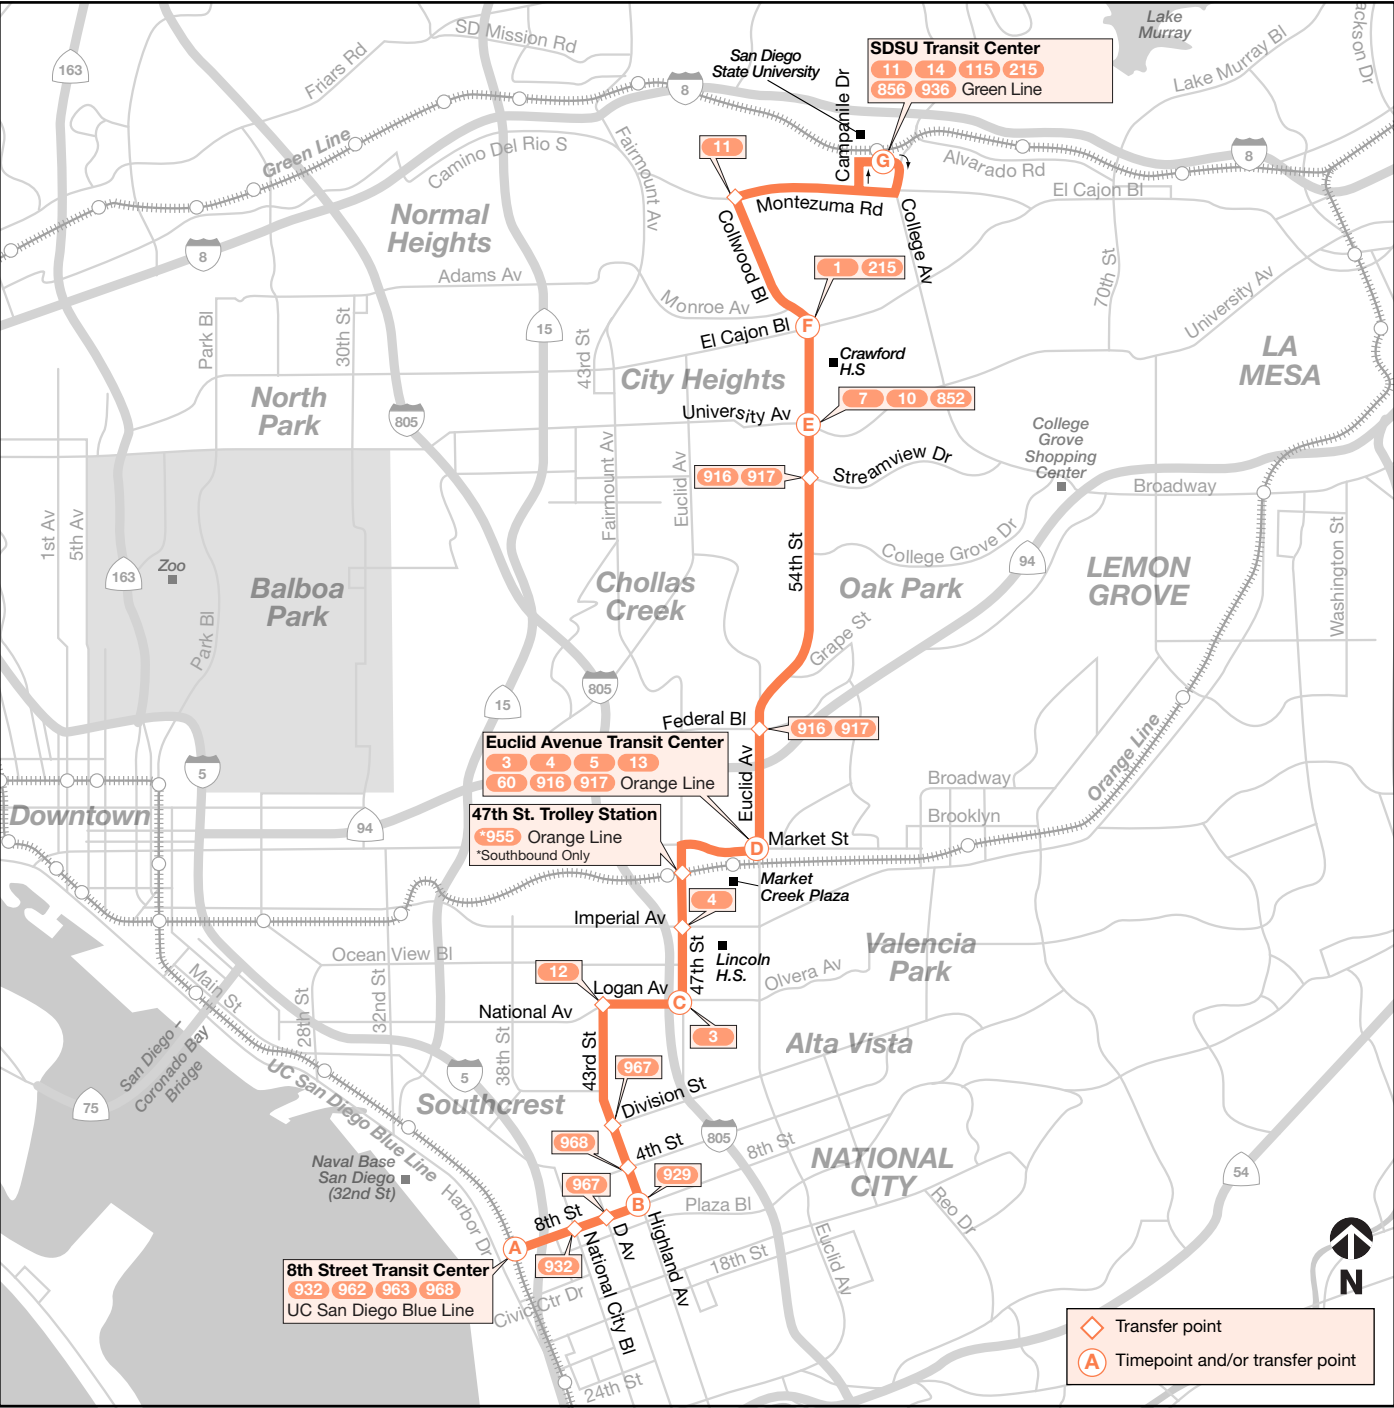 Lake
Murray
ackson Dr
SD Mission Rd
163
Friars Rd
San Diego
State University
Campanile Dr
SDSU Transit Center
11 14 115 215
856 936 Green Line
Lake Murray Bl
8
Green Line
Camino Del Rio S
Fairmount Av
11
G
Alvarado Rd
8
El Cajon Bl
Montezuma Rd
College Av
Normal
Heights
8
Adams Av
Collwood Bl
1 215
70th St
University Av
Monroe Av
Park Bl
30th St
15
43rd St
El Cajon Bl
F
Crawford
H.S
LA
MESA
City Heights
North
Park
805
University Av
E
7 10 852
College
Grove
Shopping
Center
Streamview Dr
916 917
Broadway
1st Av
5th Av
Fairmount Av
Euclid Av
54th St
College Grove Dr
94
Washington St
Zoo
163
Balboa
Park
Chollas
Creek
Oak Park
LEMON
GROVE
Park Bl
Grape St
805
15
Federal Bl
916 917
Euclid Avenue Transit Center
3 4 5 13
60 916 917 Orange Line
Euclid Av
Orange Line
5
Broadway
Brooklyn
Downtown
94
47th St. Trolley Station
*955 Orange Line
*Southbound Only
D
Market St
Market
Creek Plaza
4
Imperial Av
47th St
Lincoln
H.S.
Valencia
Park
Ocean View Bl
Olvera Av
Main St
12
Logan Av
C
National Av
28th St
32nd St
38th St
43rd St
3
Alta Vista
San Diego –
Coronado Bay
Bridge
75
UC San Diego Blue Line
5
967
Southcrest
Division St
805
968
4th St
8th St
NATIONAL
CITY
54
Naval Base
San Diego
(32nd St)
967
929
B
Plaza Bl
Reo Dr
Harbor Dr
8th St
D Av
Highland Av
A
932
National City Bl
18th St
Euclid Av
8th Street Transit Center
932 962 963 968
UC San Diego Blue Line
Civic Ctr Dr
24th St
N
Transfer point
A Timepoint and/or transfer point